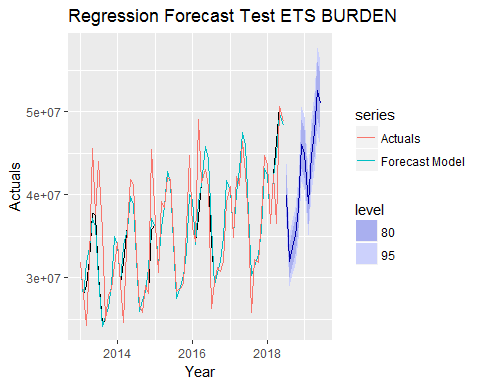 Regression Forecast Test ETS BURDEN
Actuals
5e+07
4e+07
3e+07
2014
2016
2018
Year
series
Actuals
Forecast Model
level
80
95